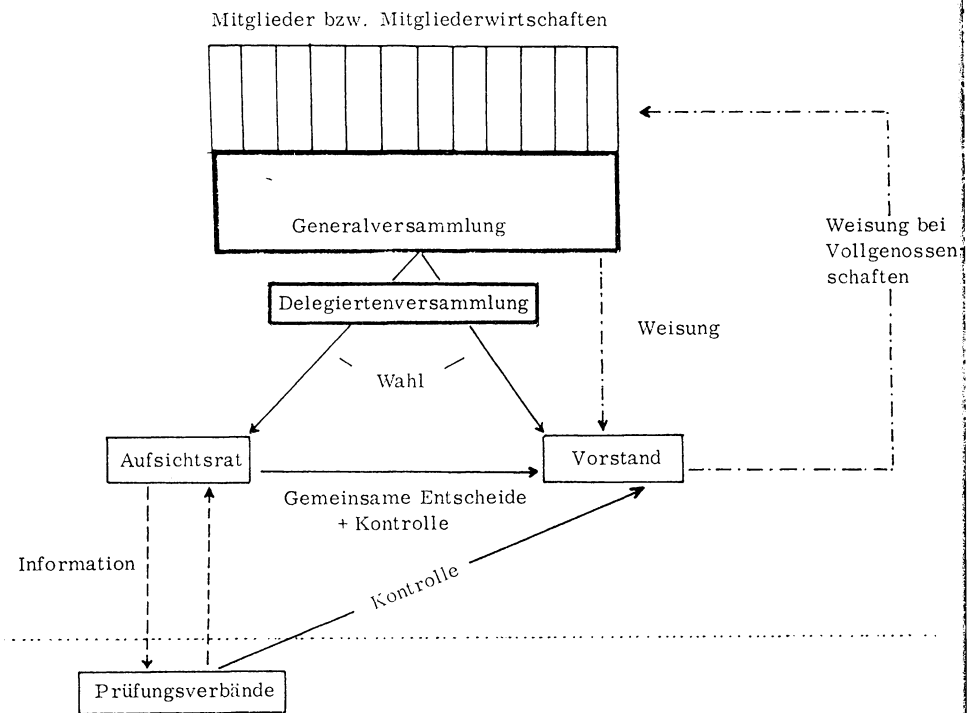 Mitglieder bzw. Mitgliederwirtschaften
Generalversammlung
Weisung bei
Vollgenossen-
schaften
Delegiertenversammlung
Weisung
Wahl
Aufsichtsrat
Vorstand
Gemeinsame Entscheide
+ Kontrolle
Information
Kontrolle
Prüfungsverbände